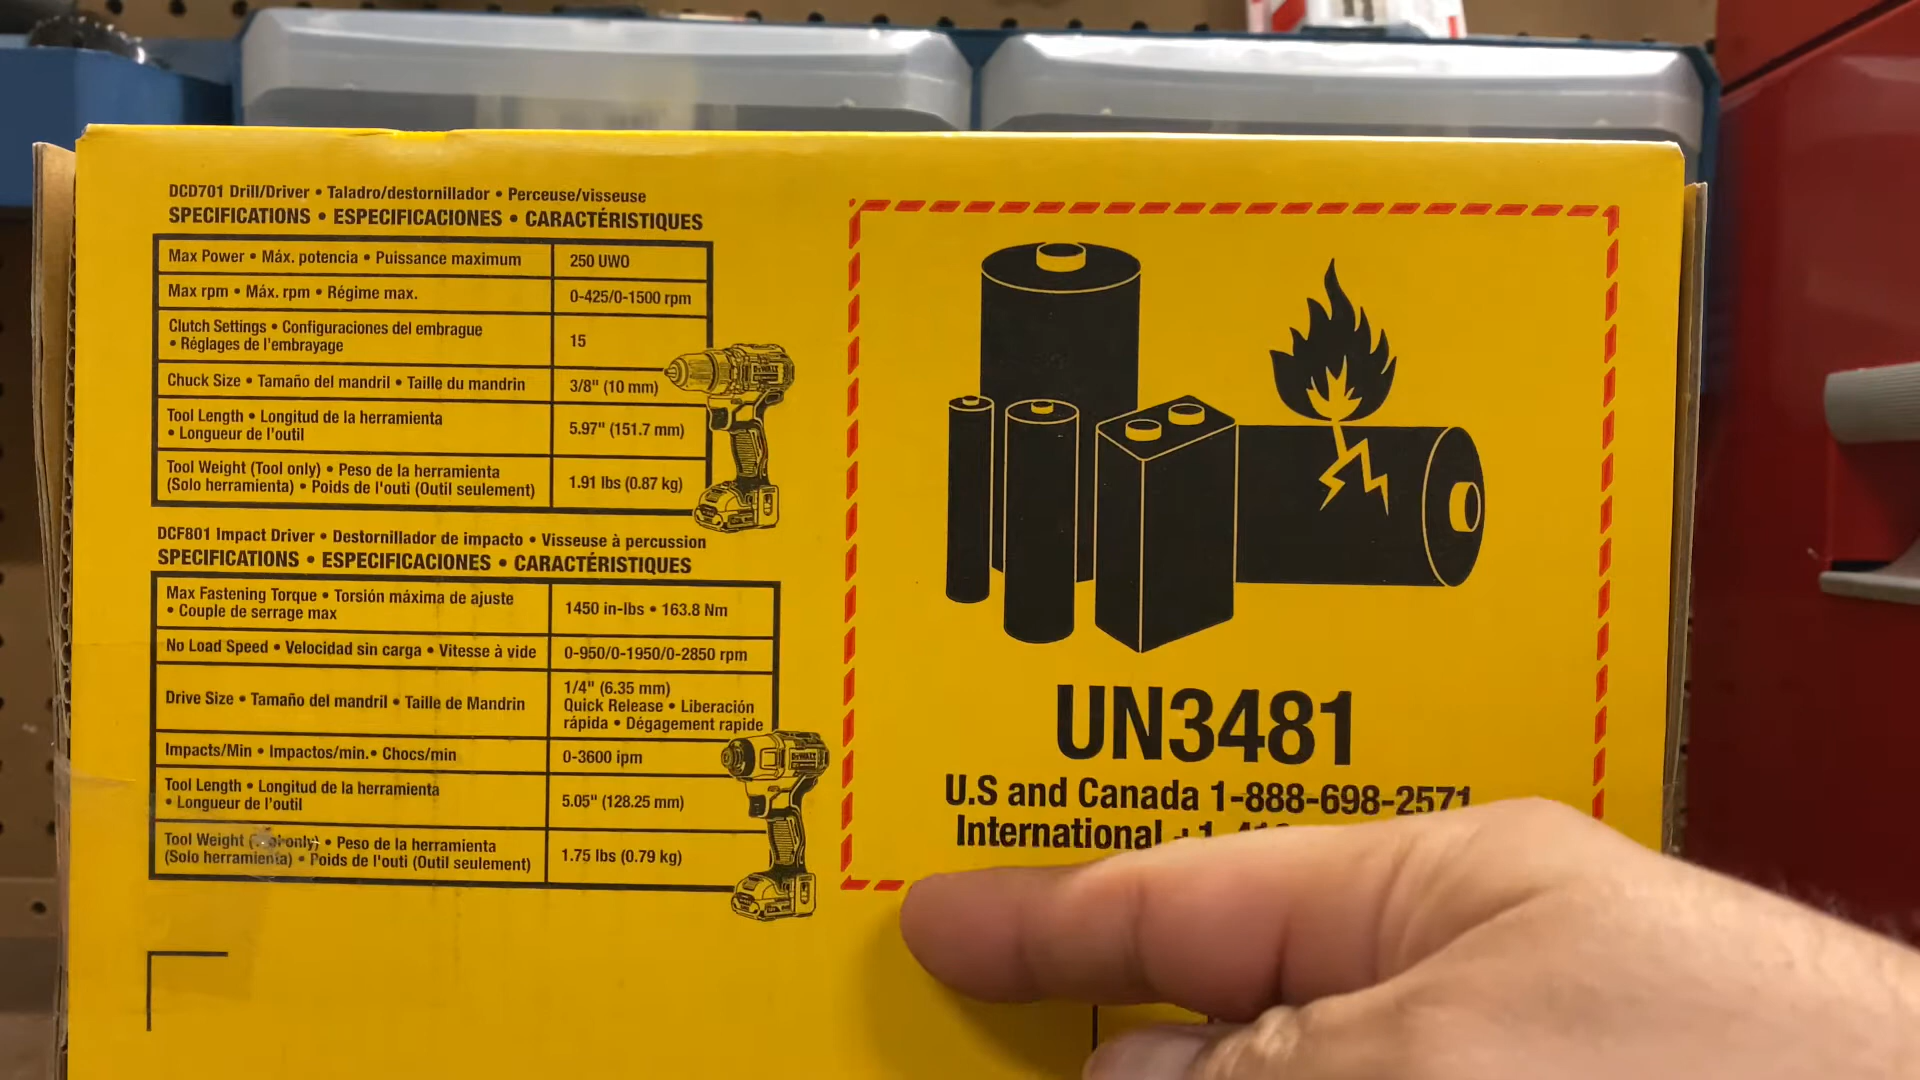 DCD701 Drill/Driver • Taladro/destornillador • Perceuse/visseuse
SPECIFICATIONS • ESPECIFICACIONES • CARACTÉRISTIQUES
Max Power • Máx. potencia • Puissance maximum 250 UWO
Max rpm • Máx. rpm • Régime max. 0-425/0-1500 rpm
Clutch Settings • Configuraciones del embrague
• Réglages de l'embrayage 15
Chuck Size • Tamaño del mandril • Taille du mandrin 3/8" (10 mm)
Tool Length • Longitud de la herramienta
• Longueur de l'outil 5.97" (151.7 mm)
Tool Weight (Tool only) • Peso de la herramienta
(Solo herramienta) • Poids de l'outi (Outil seulement) 1.91 lbs (0.87 kg)
DEWALT
DCF801 Impact Driver • Destornillador de impacto • Visseuse à percussion
SPECIFICATIONS • ESPECIFICACIONES • CARACTÉRISTIQUES
Max Fastening Torque • Torsión máxima de ajuste
• Couple de serrage max 1450 in-lbs • 163.8 Nm
No Load Speed • Velocidad sin carga • Vitesse à vide 0-950/0-1950/0-2850 rpm
Drive Size • Tamaño del mandril • Taille de Mandrin 1/4" (6.35 mm)
Quick Release • Liberación
rápida • Dégagement rapide
Impacts/Min • Impactos/min. • Chocs/min 0-3600 ipm
Tool Length • Longitud de la herramienta
• Longueur de l'outil 5.05" (128.25 mm)
Tool Weight (Tool only) • Peso de la herramienta
(Solo herramienta) • Poids de l'outi (Outil seulement) 1.75 lbs (0.79 kg)
DEWALT
UN3481
U.S and Canada 1-888-698-2571
International +1